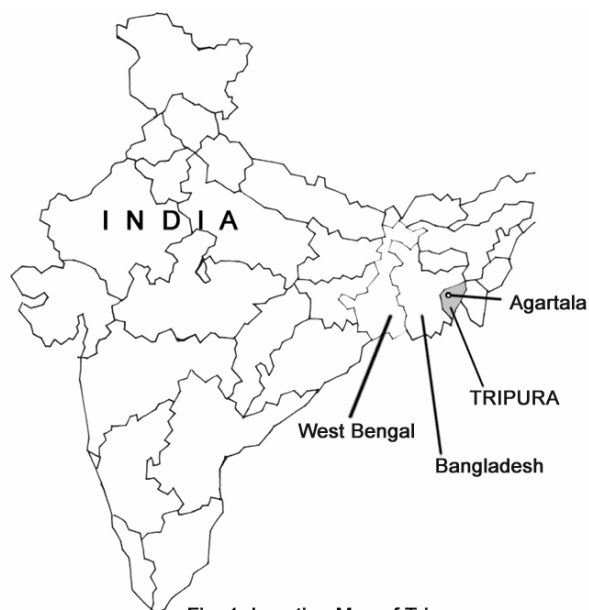 I N D I A
Agartala
TRIPURA
West Bengal
Bangladesh